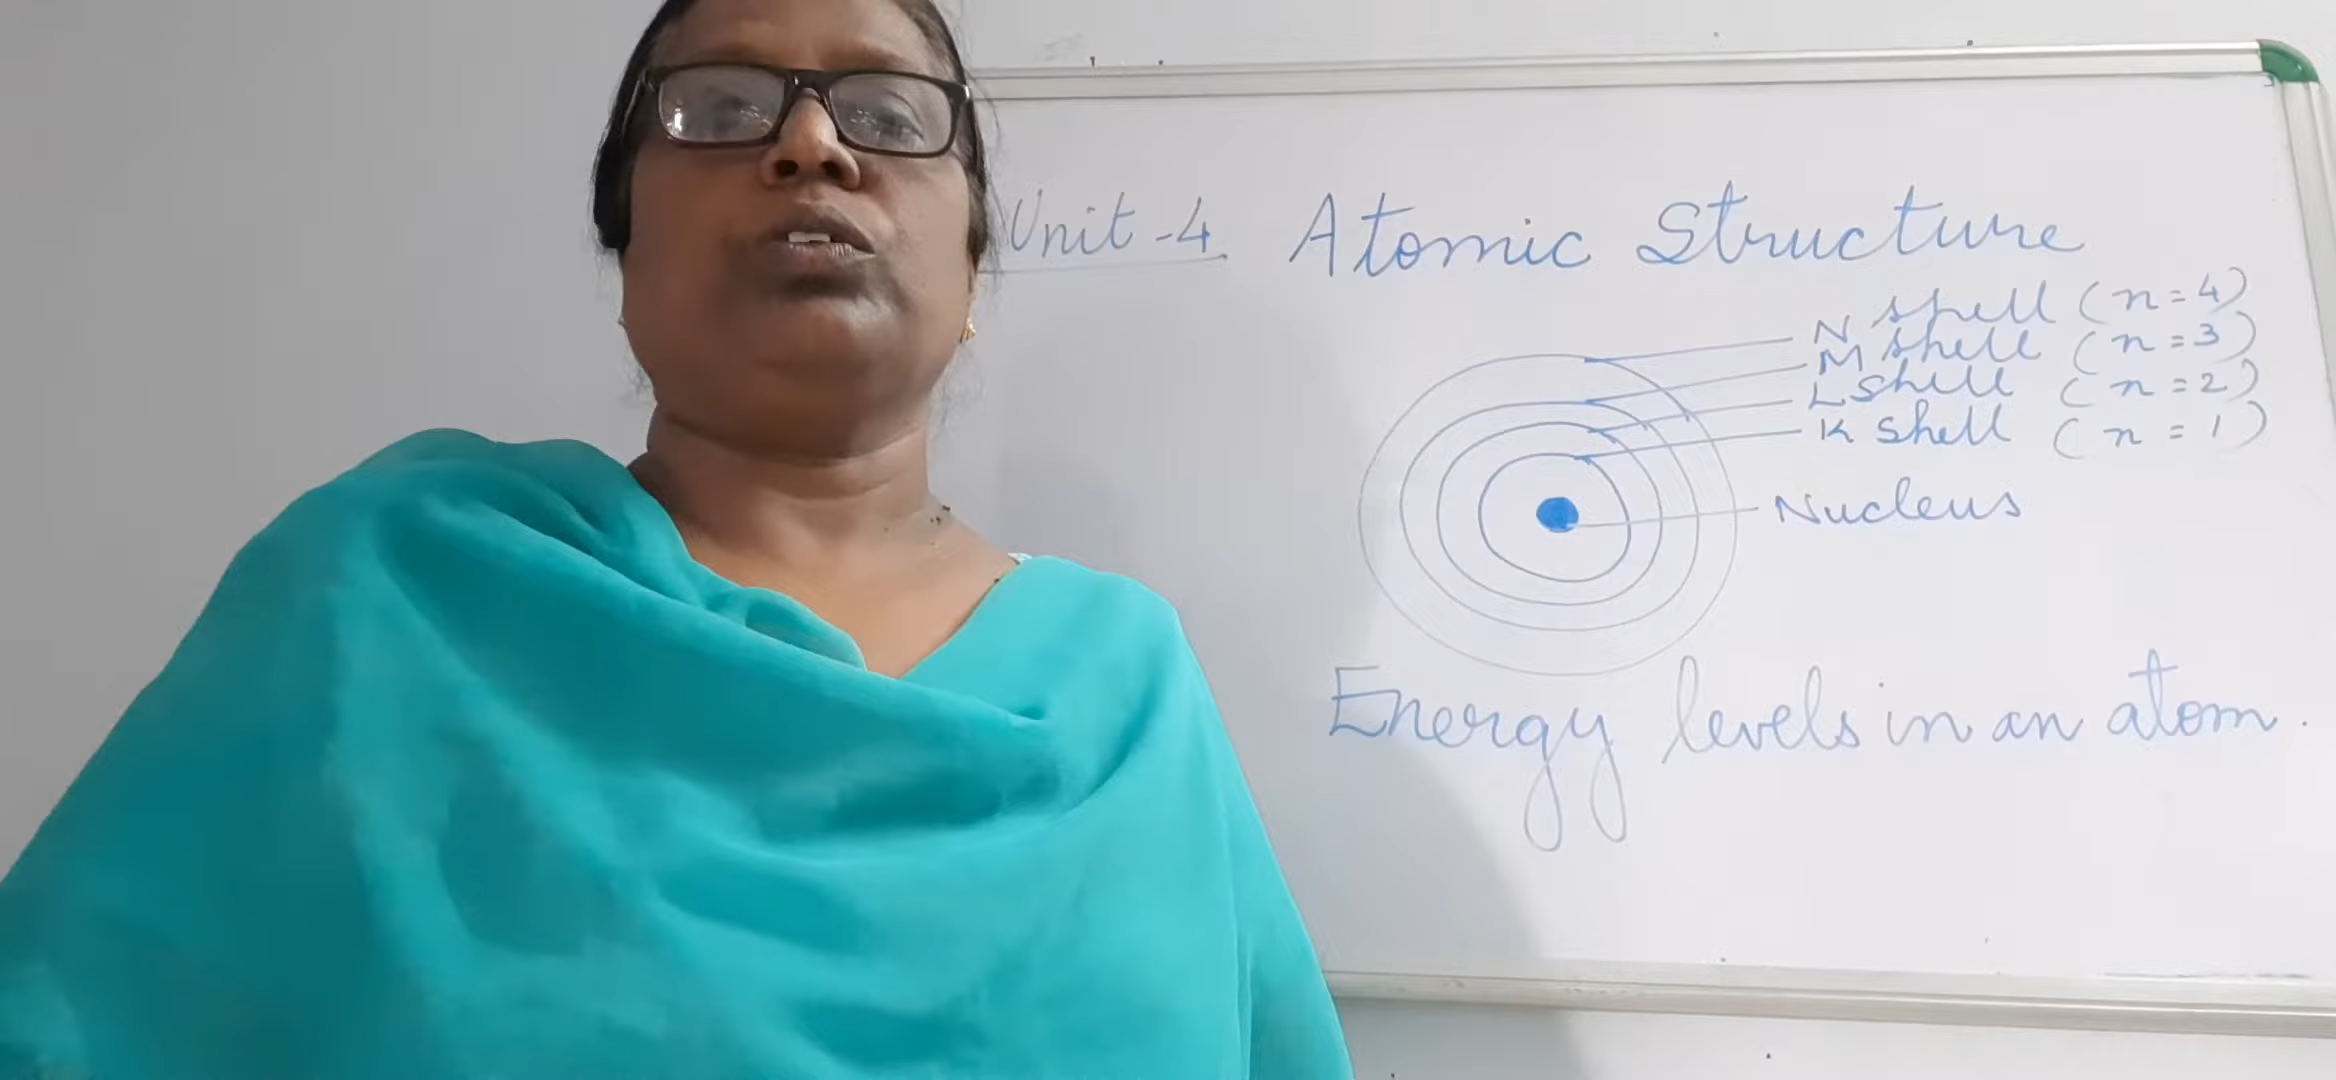 Unit-4 Atomic Structure
N shell (n=4)
M shell (n=3)
L shell (n=2)
K shell (n=1)
Nucleus
Energy levels in an atom.